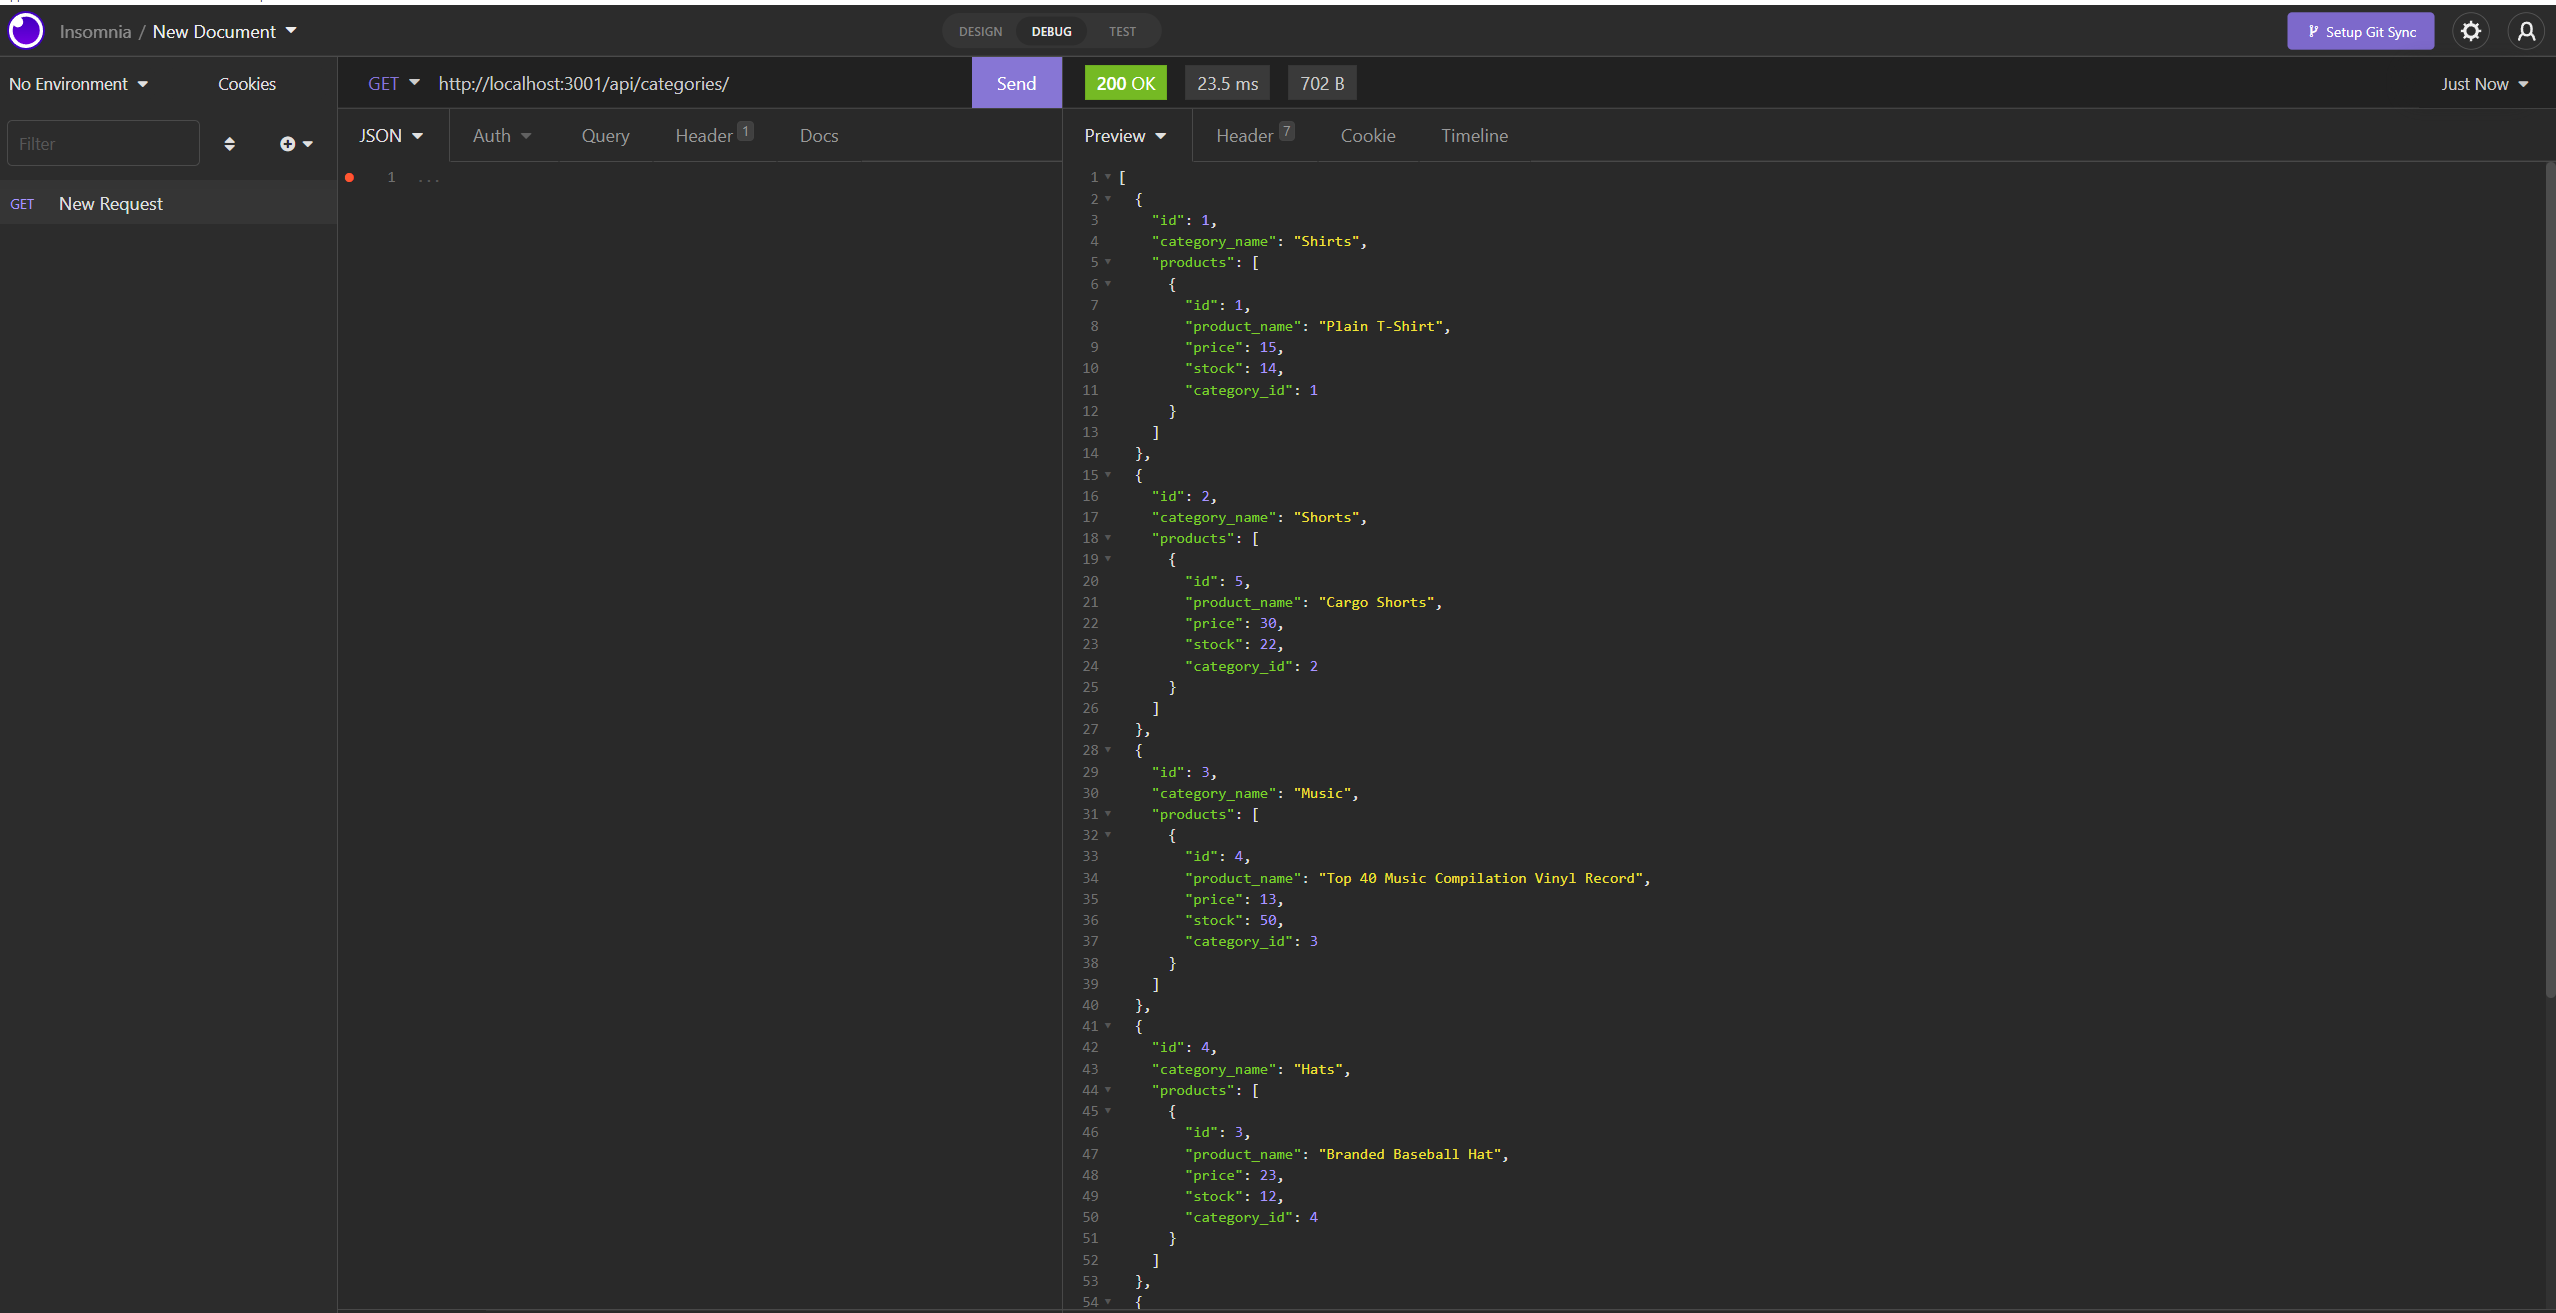 Insomnia / New Document
DESIGN DEBUG TEST
Setup Git Sync
No Environment Cookies
GET http://localhost:3001/api/categories/ Send
200 OK 23.5 ms 702 B Just Now
Filter
JSON Auth Query Header 1 Docs
Preview Header 7 Cookie Timeline
GET New Request
1 ...
1 [
2 {
3 "id": 1,
4 "category_name": "Shirts",
5 "products": [
6 {
7 "id": 1,
8 "product_name": "Plain T-Shirt",
9 "price": 15,
10 "stock": 14,
11 "category_id": 1
12 }
13 ]
14 },
15 {
16 "id": 2,
17 "category_name": "Shorts",
18 "products": [
19 {
20 "id": 5,
21 "product_name": "Cargo Shorts",
22 "price": 30,
23 "stock": 22,
24 "category_id": 2
25 }
26 ]
27 },
28 {
29 "id": 3,
30 "category_name": "Music",
31 "products": [
32 {
33 "id": 4,
34 "product_name": "Top 40 Music Compilation Vinyl Record",
35 "price": 13,
36 "stock": 50,
37 "category_id": 3
38 }
39 ]
40 },
41 {
42 "id": 4,
43 "category_name": "Hats",
44 "products": [
45 {
46 "id": 3,
47 "product_name": "Branded Baseball Hat",
48 "price": 23,
49 "stock": 12,
50 "category_id": 4
51 }
52 ]
53 },
54 {